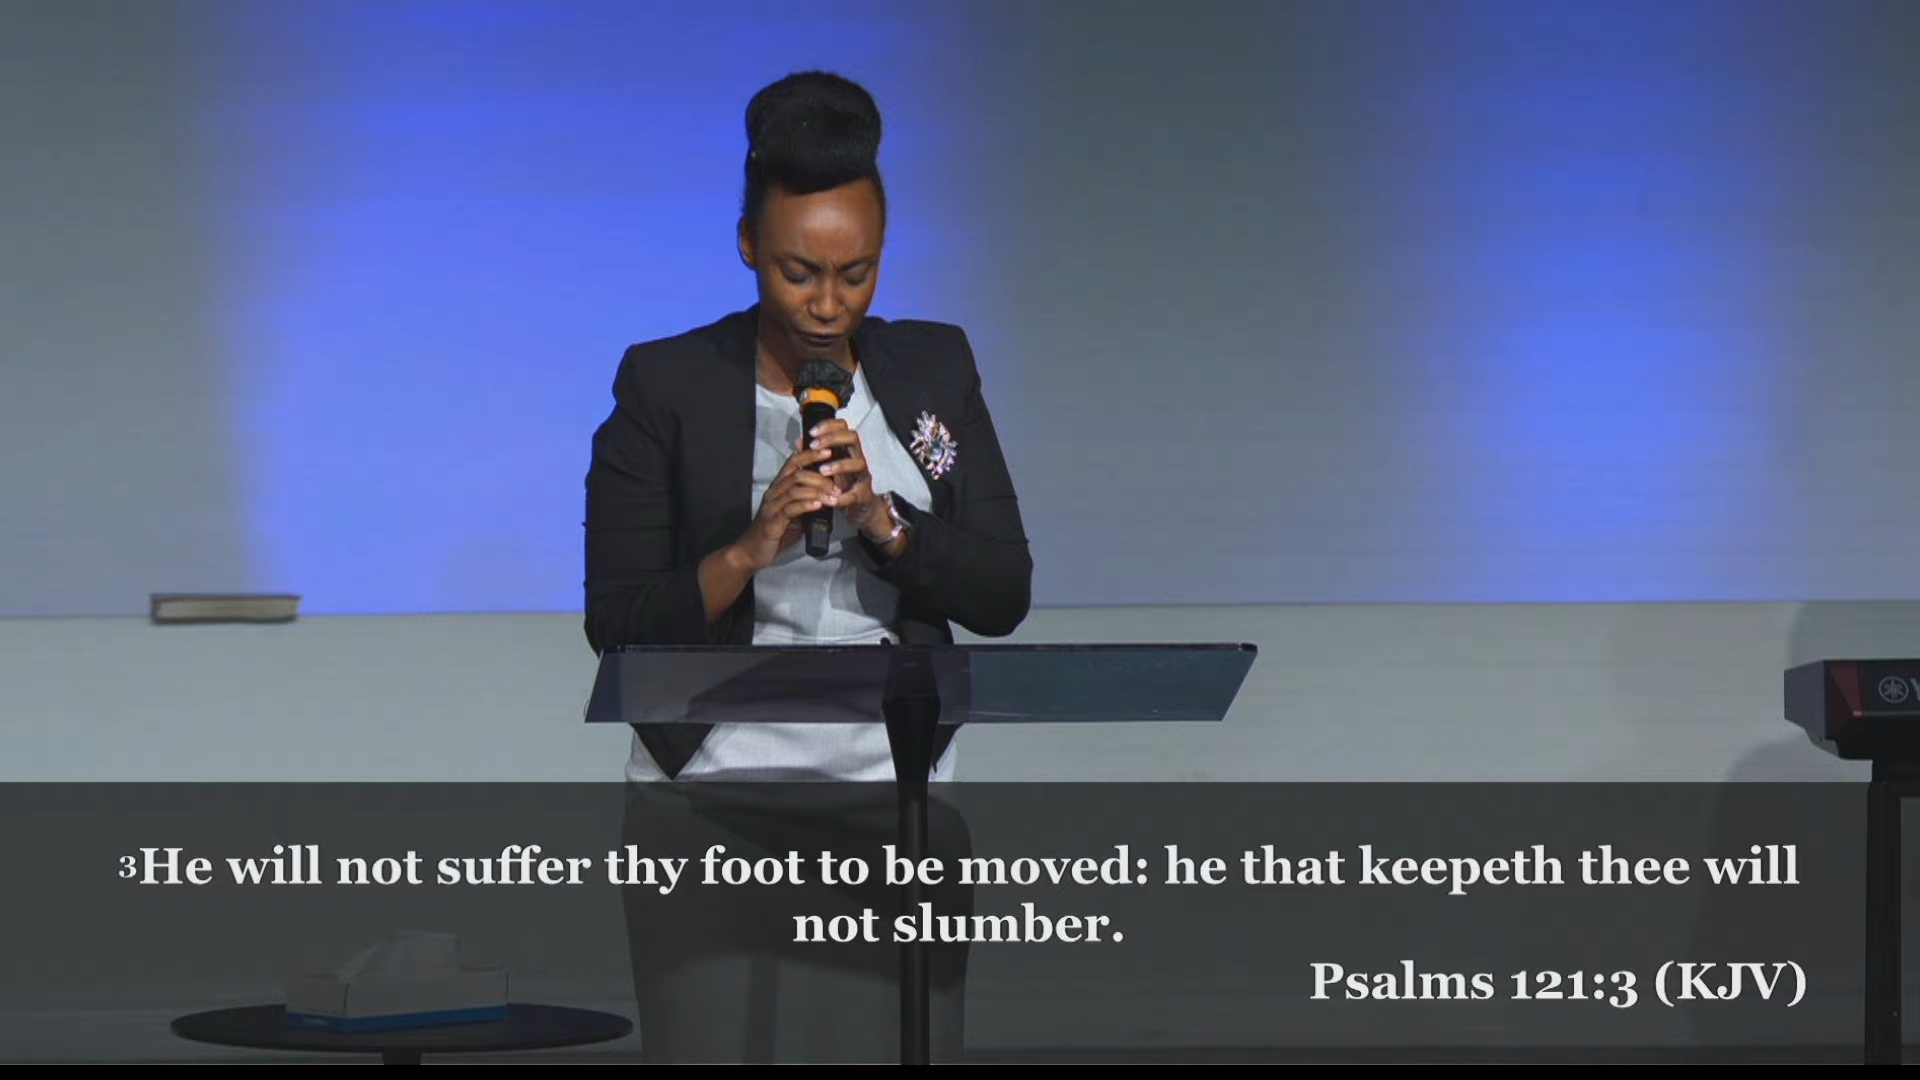 ³He will not suffer thy foot to be moved: he that keepeth thee will
not slumber.
Psalms 121:3 (KJV)